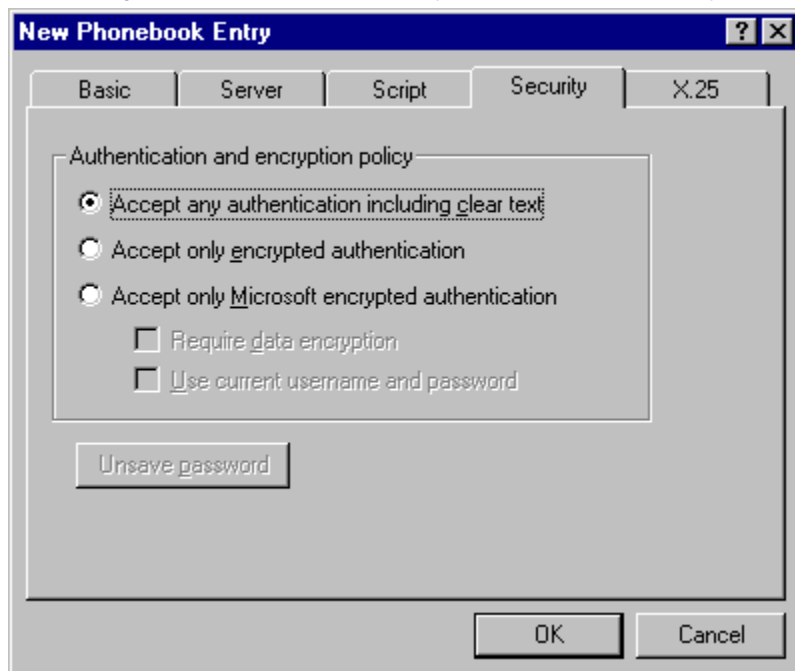 New Phonebook Entry
Basic Server Script Security X.25
Authentication and encryption policy
Accept any authentication including clear text
Accept only encrypted authentication
Accept only Microsoft encrypted authentication
Require data encryption
Use current username and password
Unsave password
OK Cancel